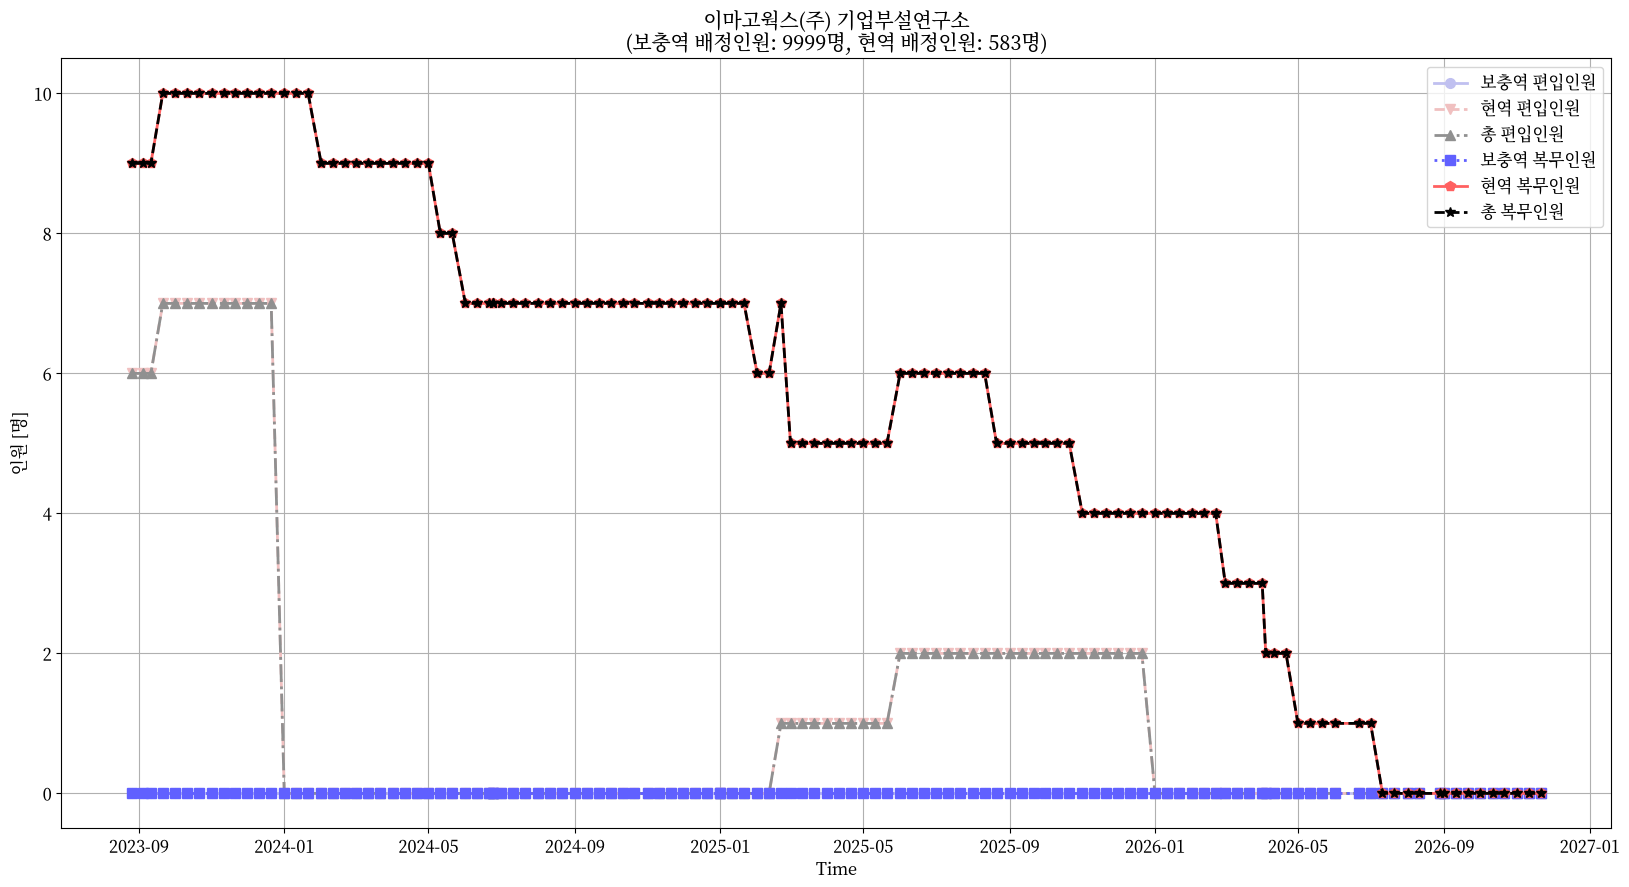 이마고웍스(주) 기업부설연구소
(보충역 배정인원: 9999명, 현역 배정인원: 583명)
보충역 편입인원
현역 편입인원
총 편입인원
보충역 복무인원
현역 복무인원
총 복무인원
인원 [명]
10
8
6
4
2
0
2023-09
2024-01
2024-05
2024-09
2025-01
2025-05
2025-09
2026-01
2026-05
2026-09
2027-01
Time